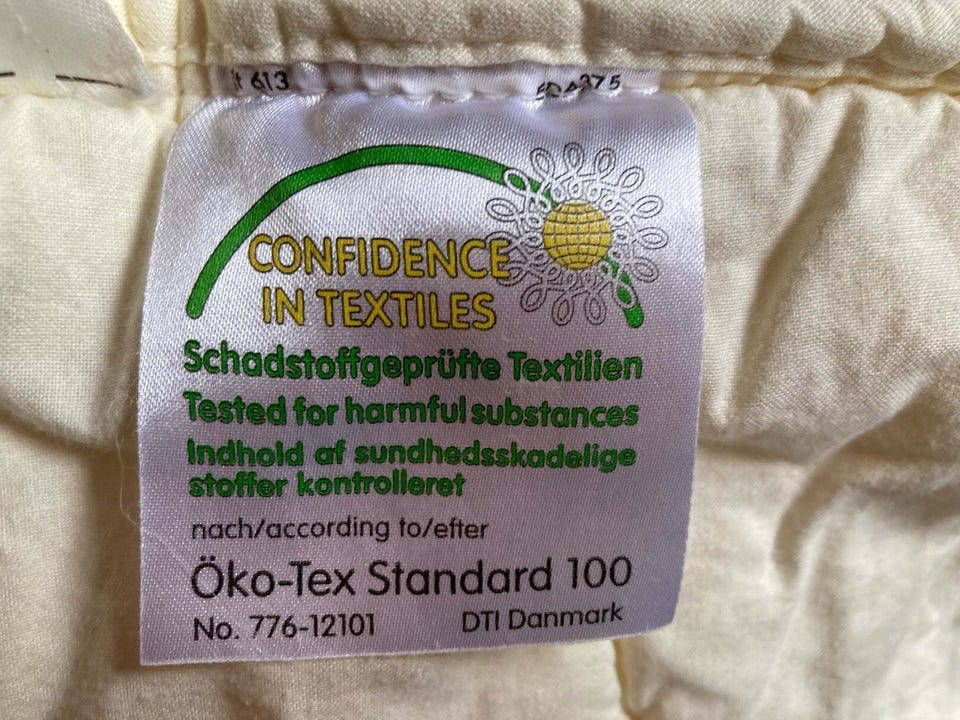 613
CONFIDENCE
IN TEXTILES
Schadstoffgeprüfte Textilien
Tested for harmful substances
Indhold af sundhedsskadelige
stoffer kontrolleret
nach/according to/efter
Öko-Tex Standard 100
No. 776-12101 DTI Danmark